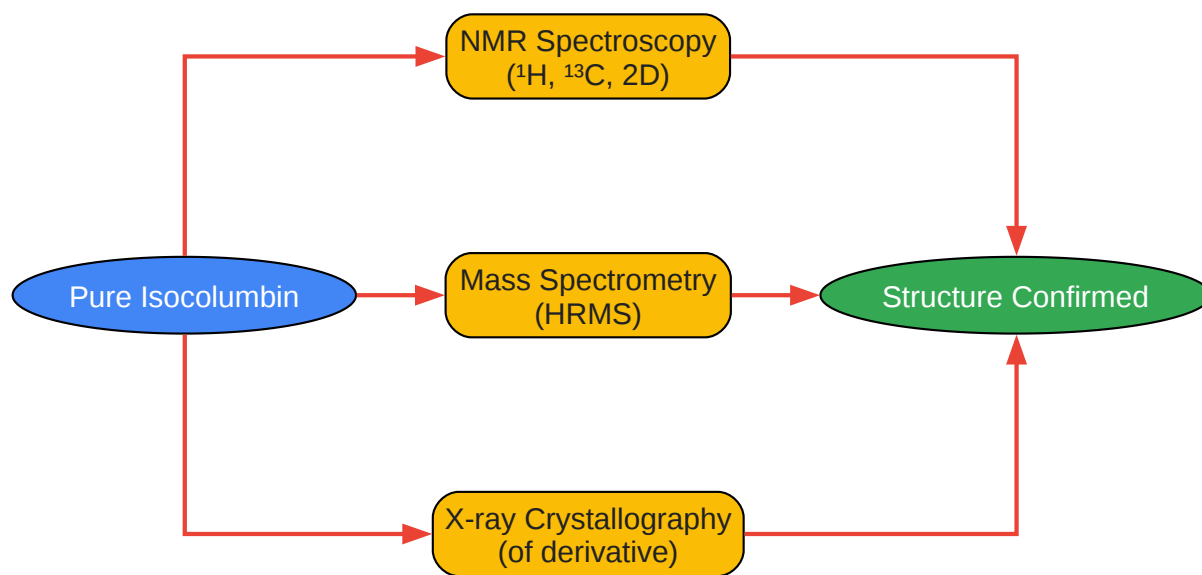 NMR Spectroscopy
(¹H, ¹³C, 2D)
Pure Isocolumbin
Mass Spectrometry
(HRMS)
Structure Confirmed
X-ray Crystallography
(of derivative)